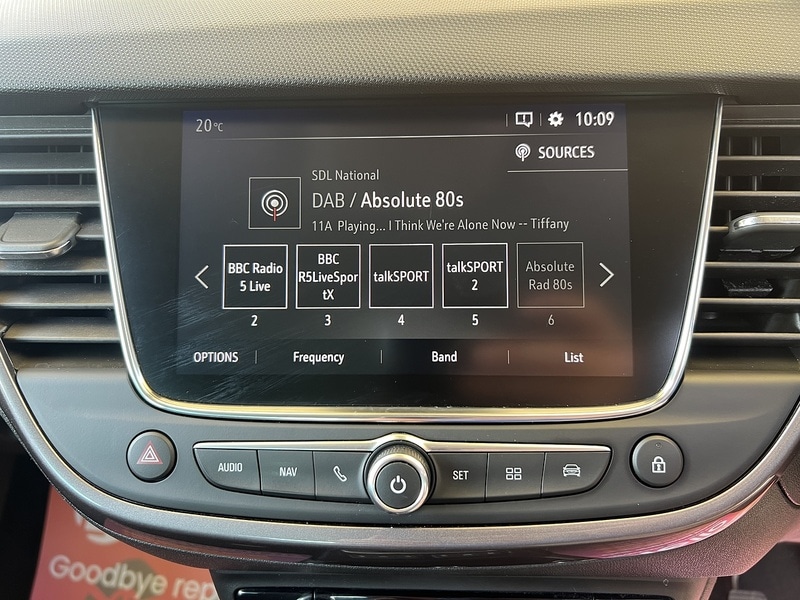 20°C
10:09
SOURCES
SDL National
DAB / Absolute 80s
11A Playing... I Think We're Alone Now -- Tiffany
BBC Radio
5 Live
BBC
R5LiveSpor
tX
talkSPORT
talkSPORT
2
Absolute
Rad 80s
2 3 4 5 6
OPTIONS Frequency Band List
AUDIO NAV SET
Goodbye rep